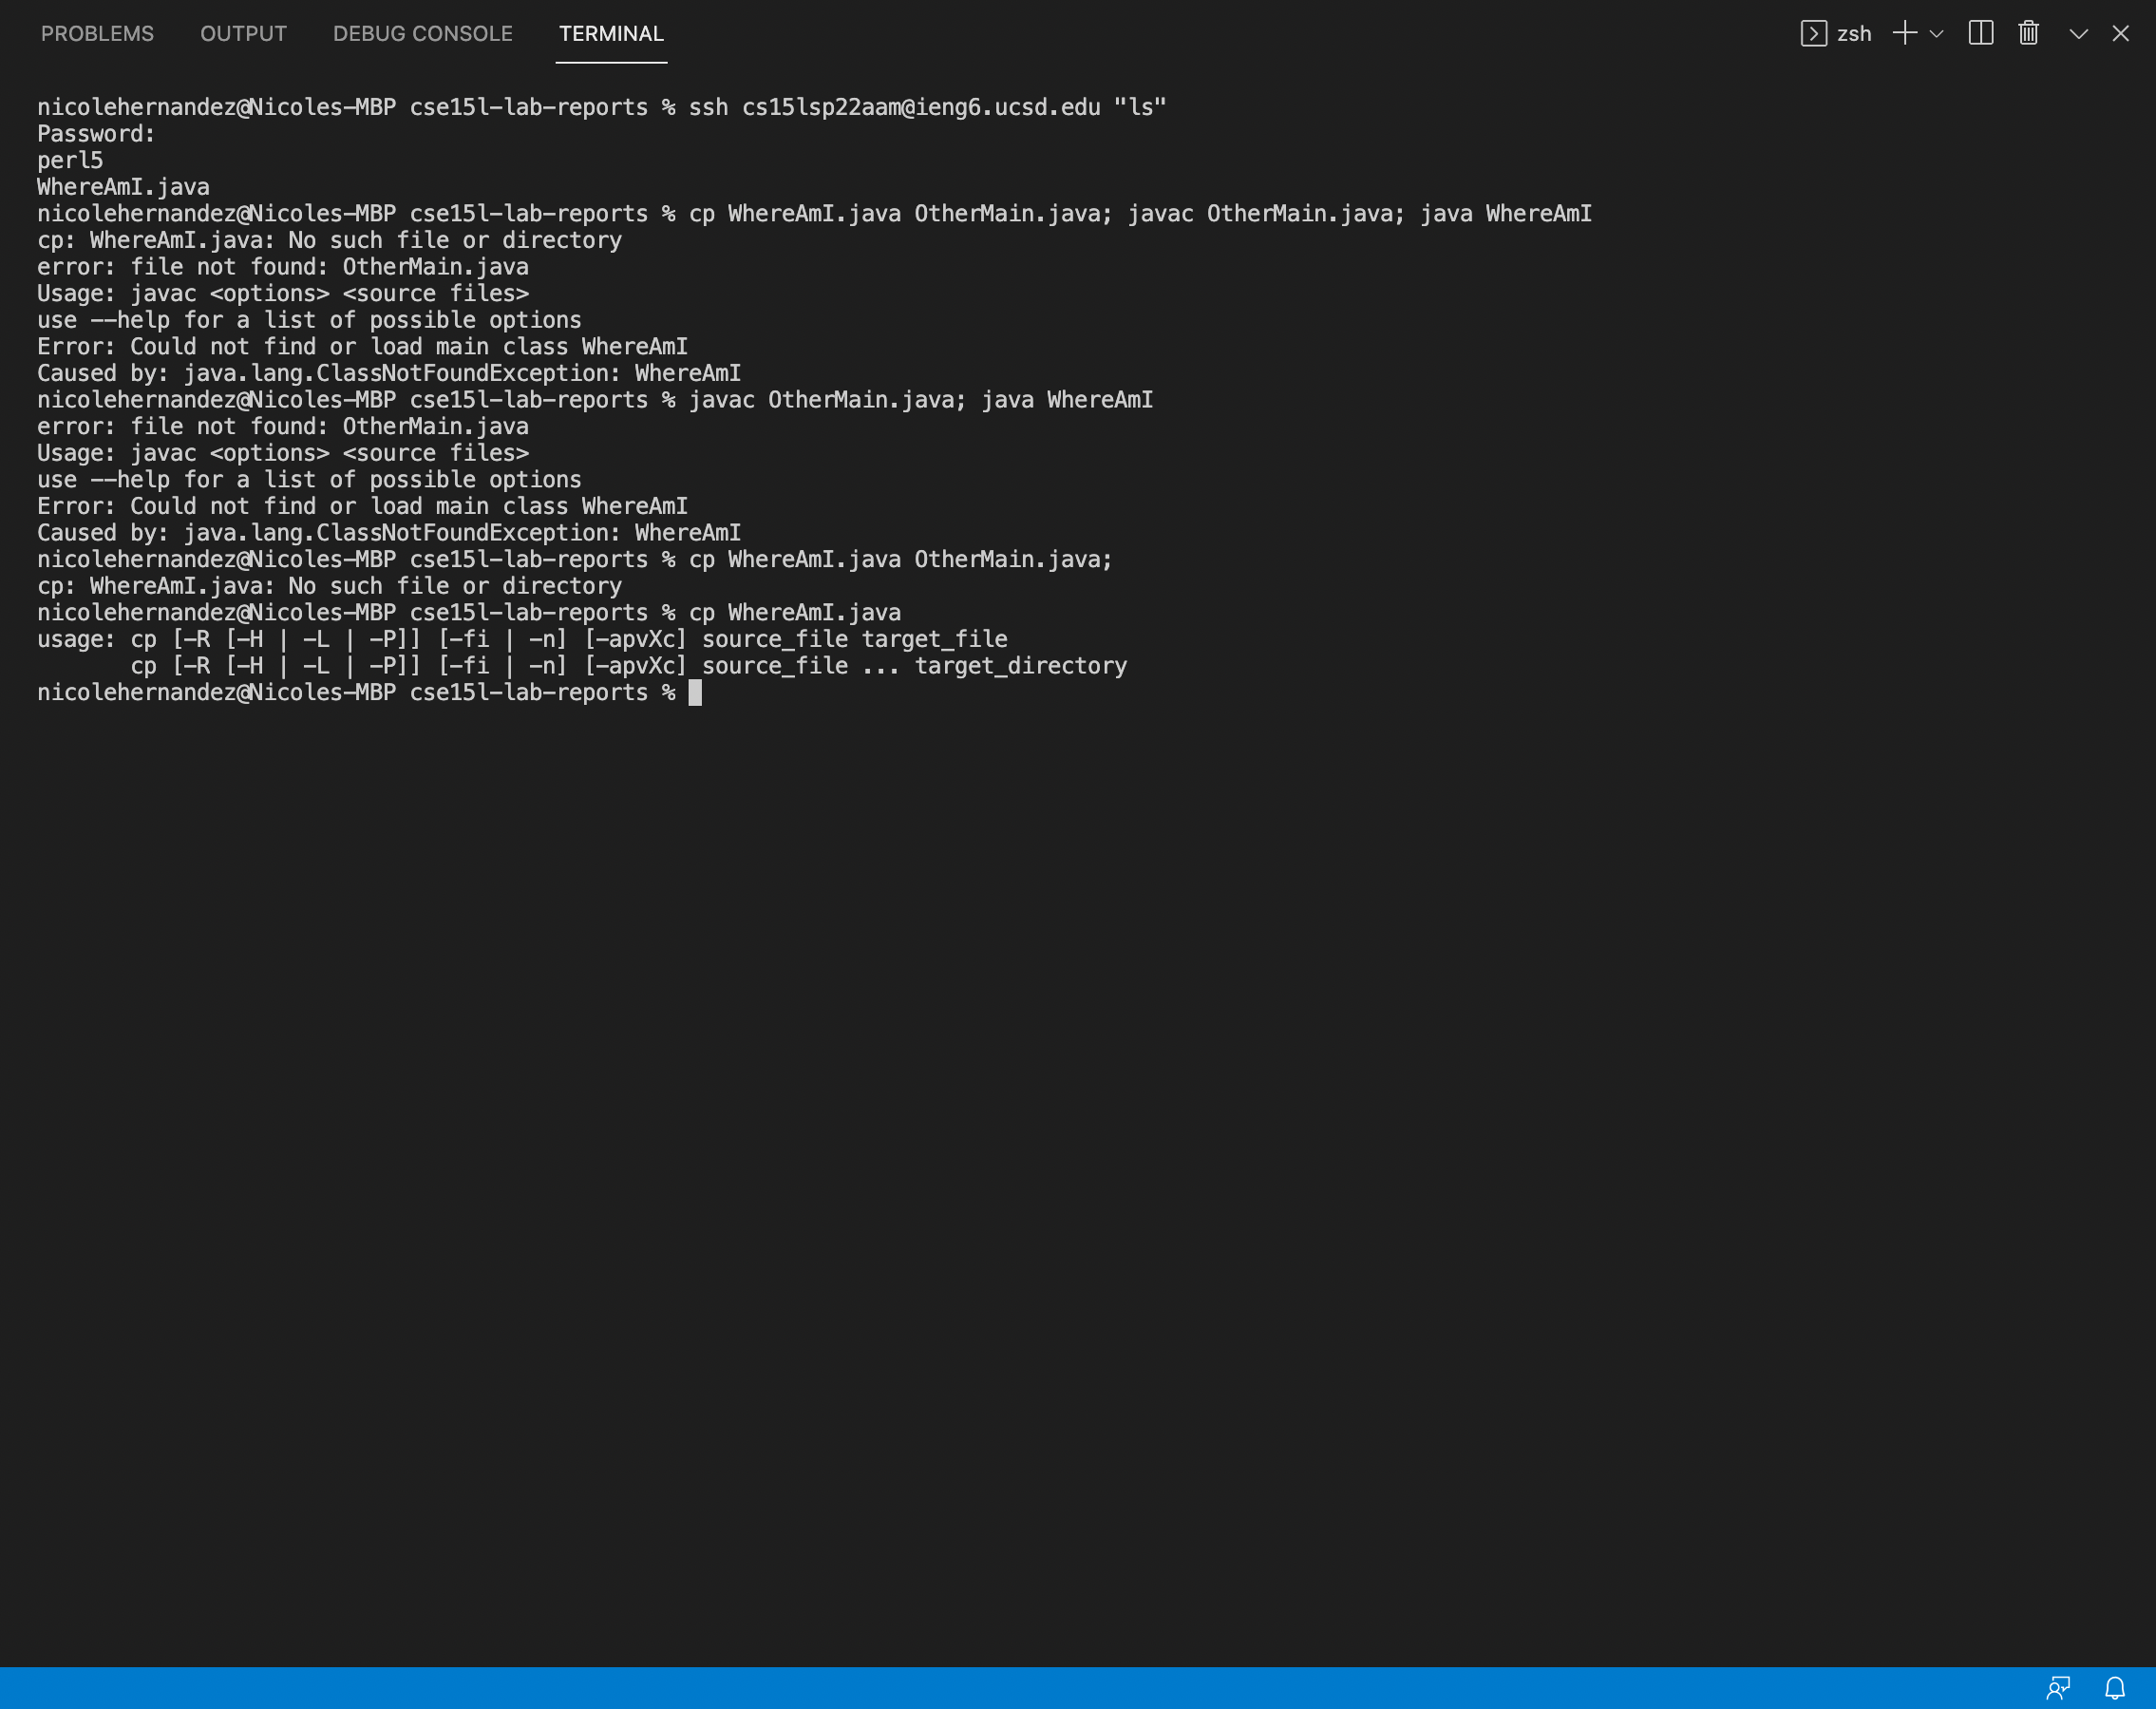 PROBLEMS OUTPUT DEBUG CONSOLE TERMINAL zsh
nicolehernandez@Nicoles-MBP cse15l-lab-reports % ssh cs15lsp22aam@ieng6.ucsd.edu "ls"
Password:
perl5
WhereAmI.java
nicolehernandez@Nicoles-MBP cse15l-lab-reports % cp WhereAmI.java OtherMain.java; javac OtherMain.java; java WhereAmI
cp: WhereAmI.java: No such file or directory
error: file not found: OtherMain.java
Usage: javac <options> <source files>
use --help for a list of possible options
Error: Could not find or load main class WhereAmI
Caused by: java.lang.ClassNotFoundException: WhereAmI
nicolehernandez@Nicoles-MBP cse15l-lab-reports % javac OtherMain.java; java WhereAmI
error: file not found: OtherMain.java
Usage: javac <options> <source files>
use --help for a list of possible options
Error: Could not find or load main class WhereAmI
Caused by: java.lang.ClassNotFoundException: WhereAmI
nicolehernandez@Nicoles-MBP cse15l-lab-reports % cp WhereAmI.java OtherMain.java;
cp: WhereAmI.java: No such file or directory
nicolehernandez@Nicoles-MBP cse15l-lab-reports % cp WhereAmI.java
usage: cp [-R [-H | -L | -P]] [-fi | -n] [-apvXc] source_file target_file
       cp [-R [-H | -L | -P]] [-fi | -n] [-apvXc] source_file ... target_directory
nicolehernandez@Nicoles-MBP cse15l-lab-reports %